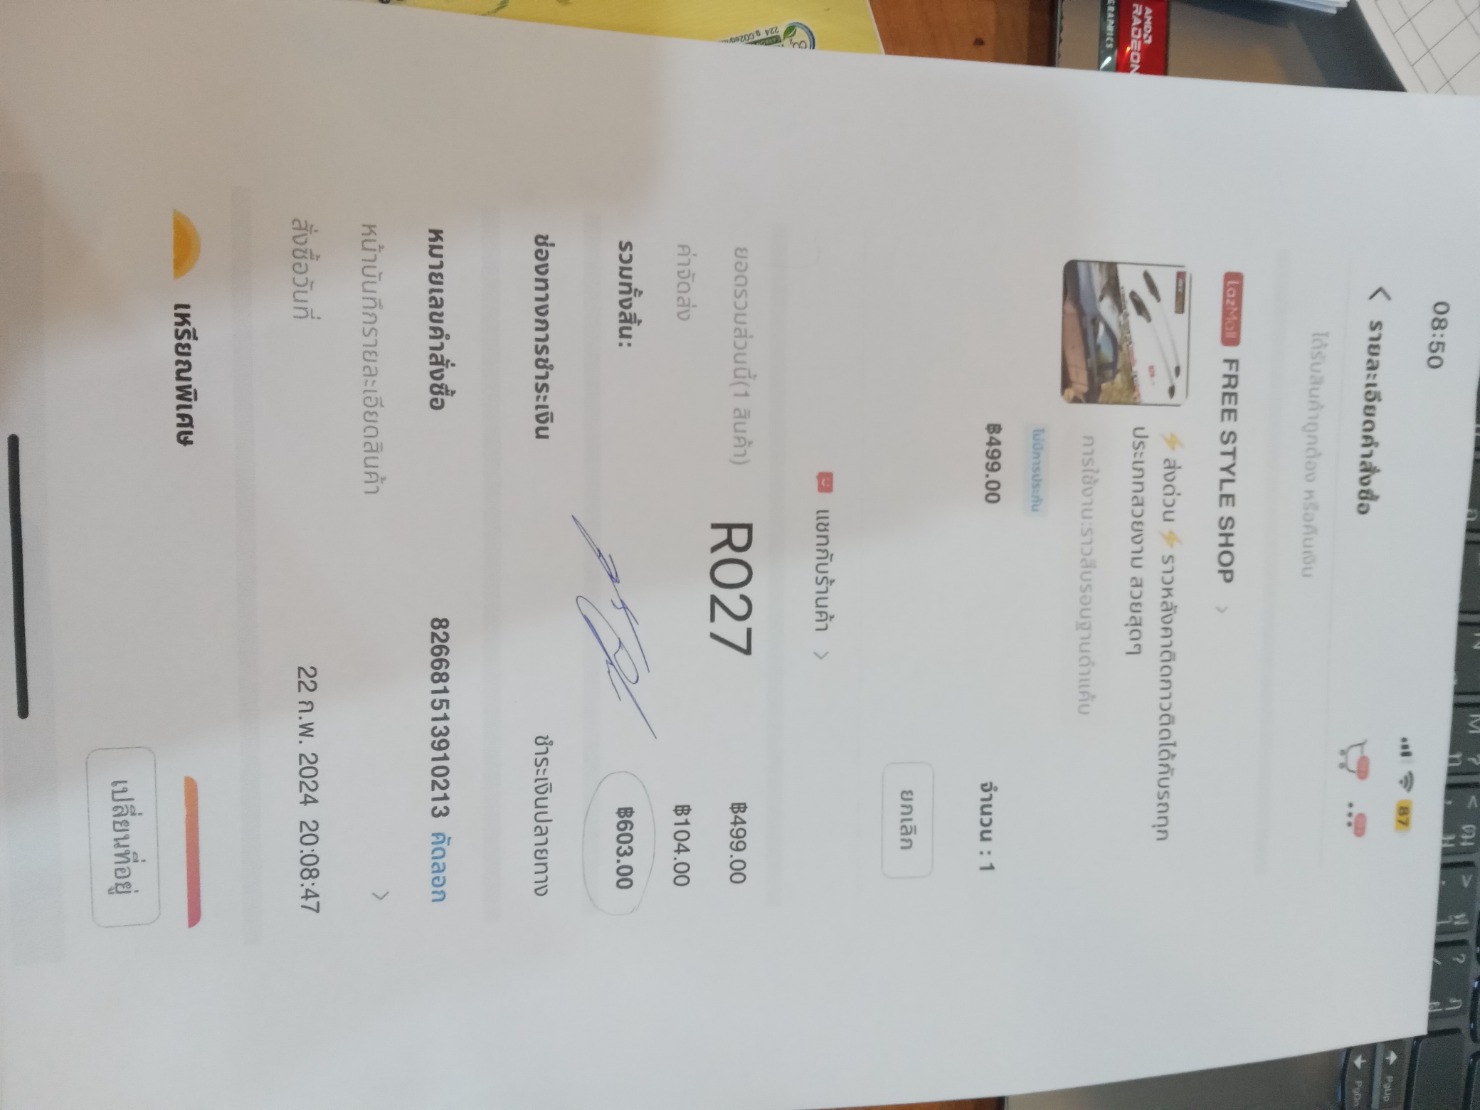 08:50
87
รายละเอียดคำสั่งซื้อ
ได้รับสินค้าถูกต้อง หรือคืนเงิน
LazMall FREE STYLE SHOP
⚡ ส่งด่วน ⚡ ราวหลังคาติดกาวติดได้กับรถทุก
ประเภทสวยงาม สวยสุดๆ
การใช้งาน:ราวสีบรอนฐานดำแค็บ
ไม่มีการประกัน
฿499.00 จำนวน : 1
ยกเลิก
แชทกับร้านค้า
ยอดรวมส่วนนี้(1 สินค้า) ฿499.00
R027
ค่าจัดส่ง ฿104.00
รวมทั้งสิ้น: ฿603.00
ช่องทางการชำระเงิน ชำระเงินปลายทาง
หมายเลขคำสั่งซื้อ 826681513910213 คัดลอก
หน้าบันทึกรายละเอียดสินค้า
สั่งซื้อวันที่ 22 ก.พ. 2024 20:08:47
เหรียญพิเศษ
เปลี่ยนที่อยู่
AMD
RADEON
GRAPHICS
PgUp
PgDn